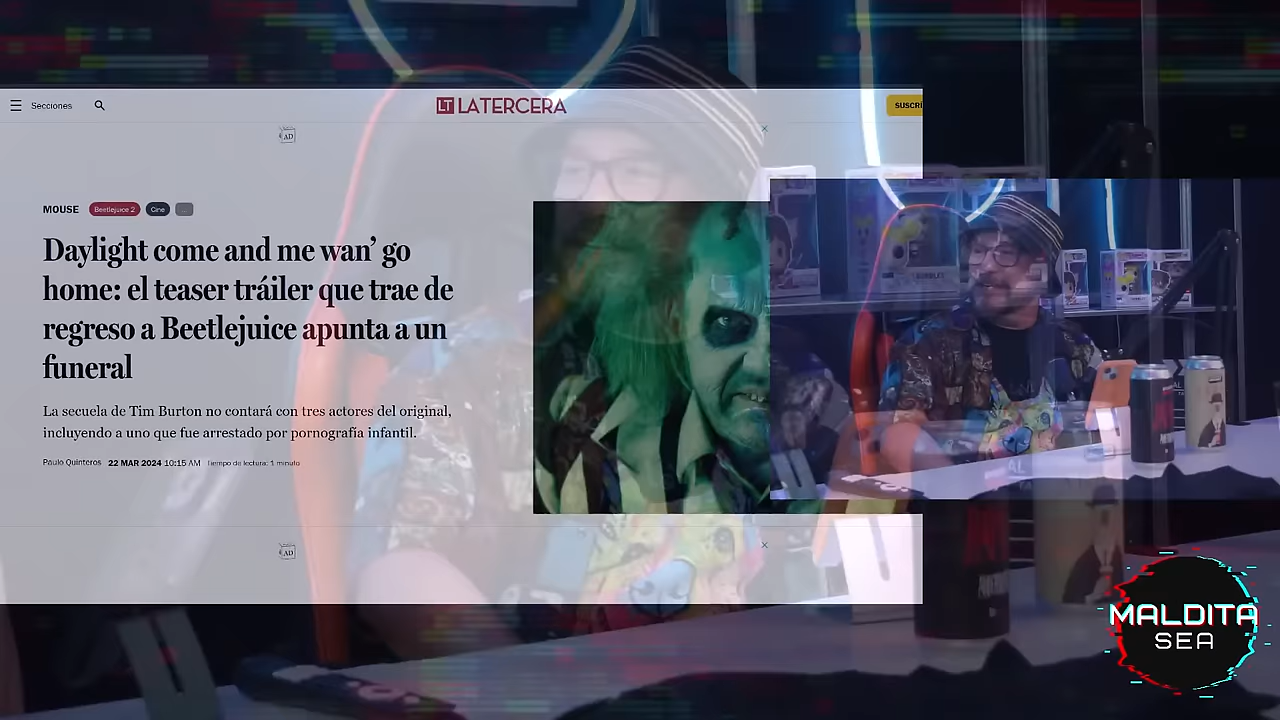 Secciones
LT LATERCERA
SUSCRÍ
AD
MOUSE
Beetlejuice 2
Cine
...
Daylight come and me wan’ go
home: el teaser tráiler que trae de
regreso a Beetlejuice apunta a un
funeral
La secuela de Tim Burton no contará con tres actores del original,
incluyendo a uno que fue arrestado por pornografía infantil.
Paulo Quinteros 22 MAR 2024 10:15 AM Tiempo de lectura: 1 minuto
AD
MALDITA
SEA